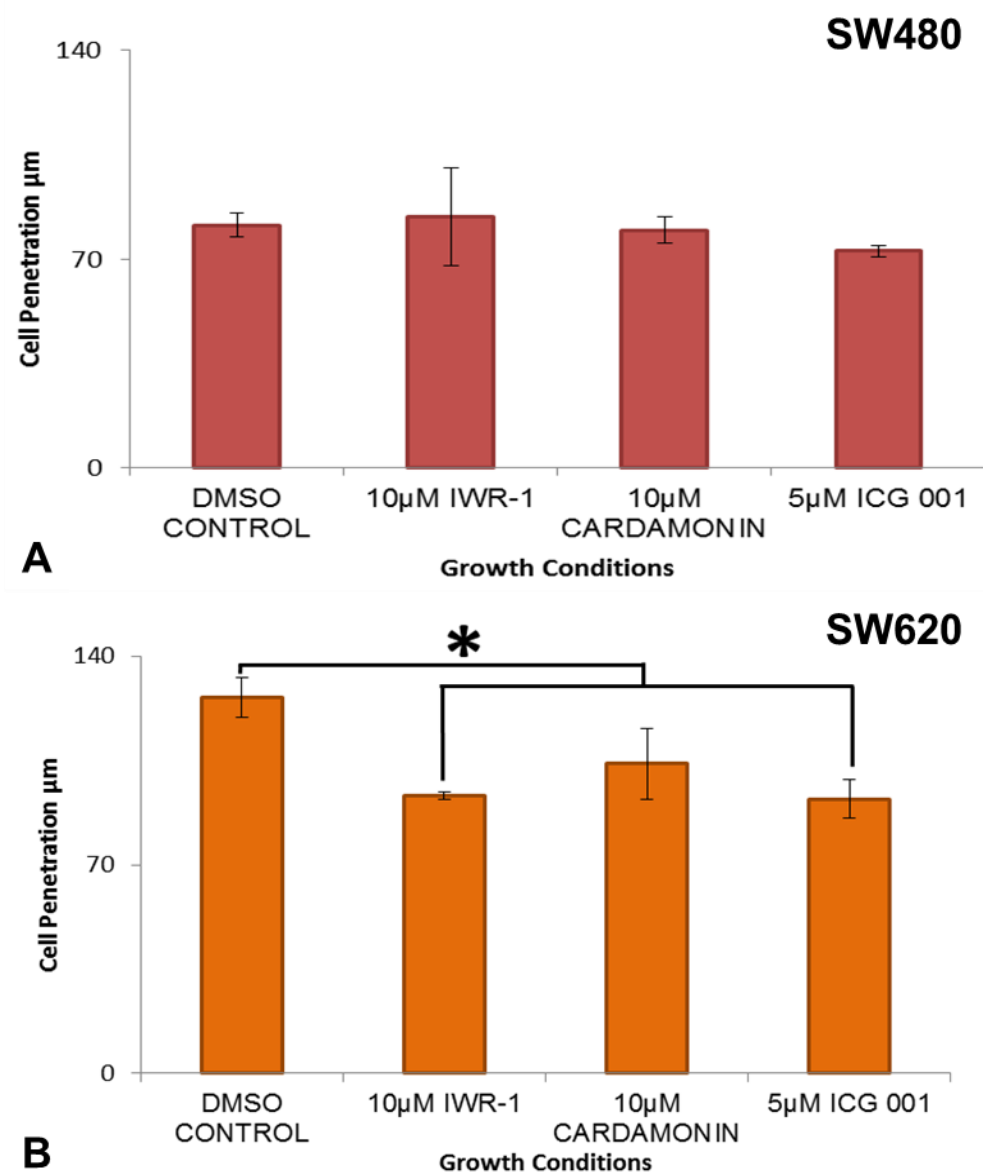 SW480
140
70
0
Cell Penetration µm
DMSO
CONTROL
10µM IWR-1
10µM
CARDAMONIN
5µM ICG 001
Growth Conditions
A
SW620
*
140
70
0
Cell Penetration µm
DMSO
CONTROL
10µM IWR-1
10µM
CARDAMONIN
5µM ICG 001
Growth Conditions
B